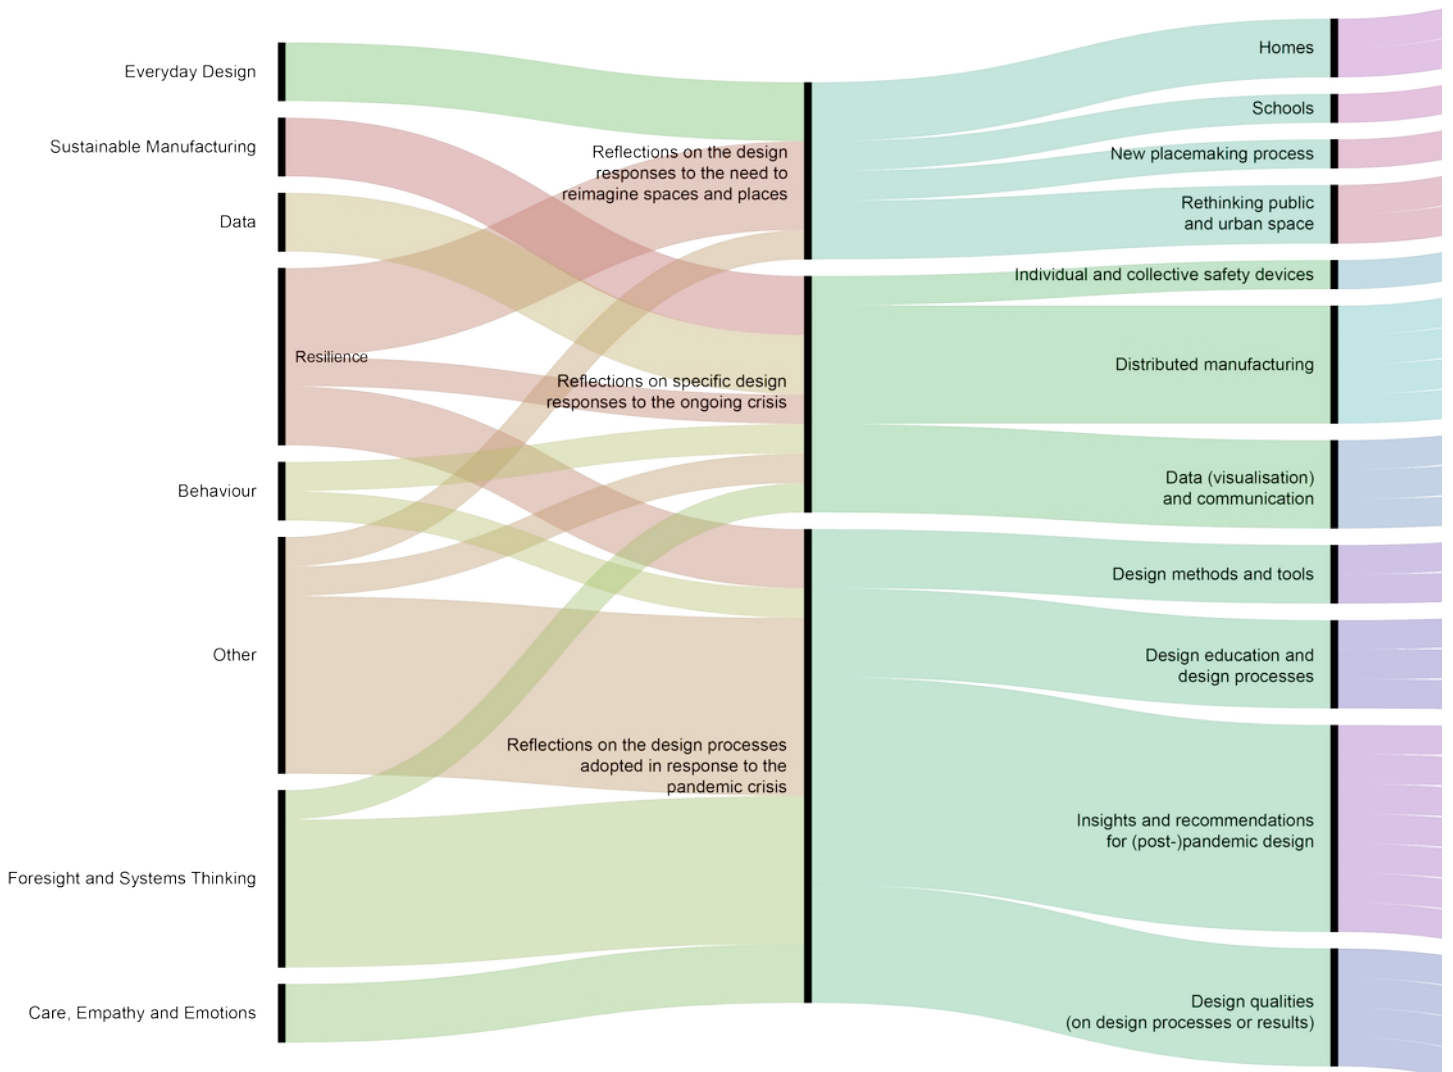 Everyday Design
Sustainable Manufacturing
Data
Resilience
Behaviour
Other
Foresight and Systems Thinking
Care, Empathy and Emotions
Reflections on the design
responses to the need to
reimagine spaces and places
Reflections on specific design
responses to the ongoing crisis
Reflections on the design processes
adopted in response to the
pandemic crisis
Homes
Schools
New placemaking process
Rethinking public
and urban space
Individual and collective safety devices
Distributed manufacturing
Data (visualisation)
and communication
Design methods and tools
Design education and
design processes
Insights and recommendations
for (post-)pandemic design
Design qualities
(on design processes or results)